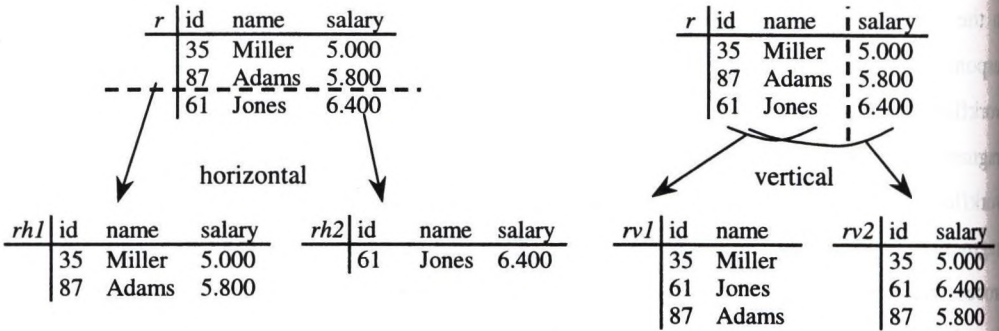 r id name salary
35 Miller 5.000
87 Adams 5.800
61 Jones 6.400
horizontal
rh1 id name salary
35 Miller 5.000
87 Adams 5.800
rh2 id name salary
61 Jones 6.400
r id name salary
35 Miller 5.000
87 Adams 5.800
61 Jones 6.400
vertical
rv1 id name
35 Miller
61 Jones
87 Adams
rv2 id salary
35 5.000
61 6.400
87 5.800